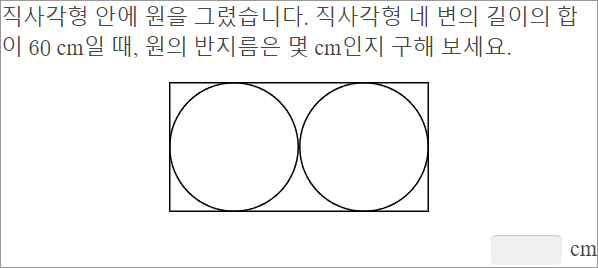 직사각형 안에 원을 그렸습니다. 직사각형 네 변의 길이의 합
이 60 cm일 때, 원의 반지름은 몇 cm인지 구해 보세요.
cm